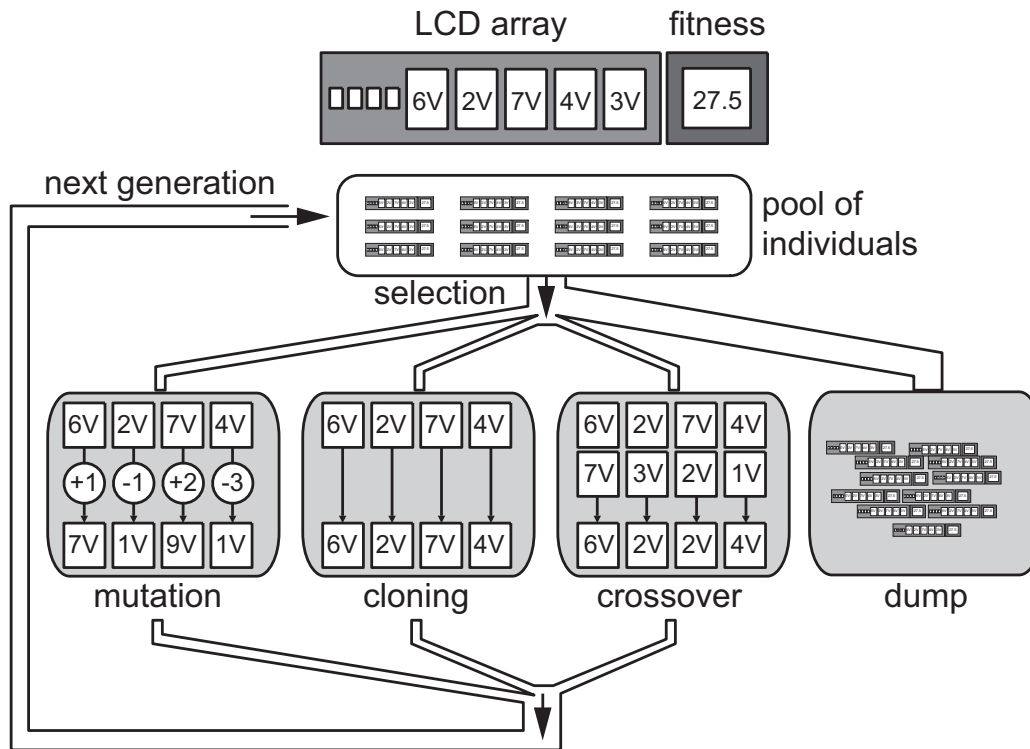 LCD array fitness
6V 2V 7V 4V 3V 27.5
next generation
pool of
individuals
selection
6V 2V 7V 4V
+1 -1 +2 -3
7V 1V 9V 1V
mutation
6V 2V 7V 4V
6V 2V 7V 4V
cloning
6V 2V 7V 4V
7V 3V 2V 1V
6V 2V 2V 4V
crossover
dump